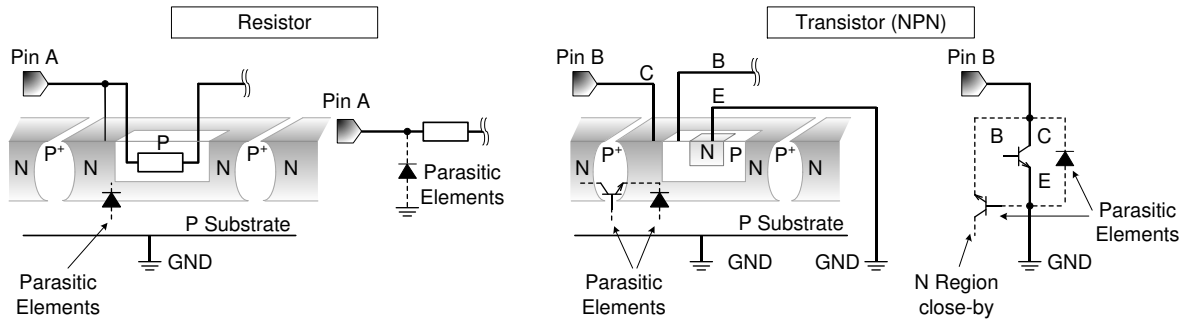 Resistor
Transistor (NPN)
Pin A
Pin B
C
B
E
Pin B
Pin A
N
P+
N
P
P+
N
N
N
P+
N
N
P
P+
N
N
B
C
E
Parasitic
Elements
P Substrate
GND
Parasitic
Elements
P Substrate
GND
GND
Parasitic
Elements
Parasitic
Elements
N Region
close-by
GND